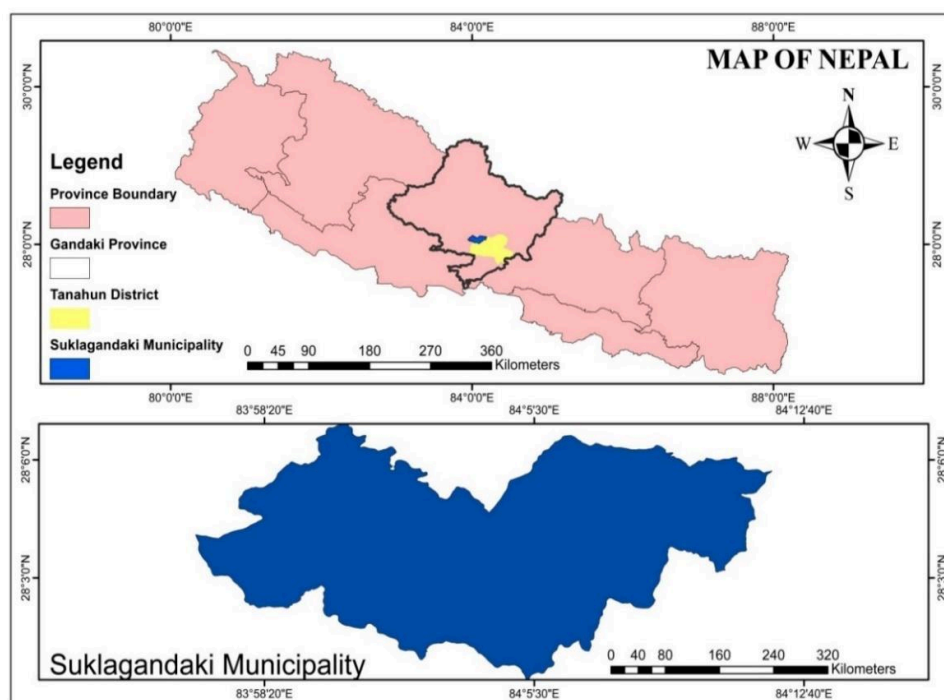 80°0'0"E 84°0'0"E 88°0'0"E
MAP OF NEPAL
30°0'0"N 30°0'0"N
N
W E
S
Legend
Province Boundary
Gandaki Province
28°0'0"N 28°0'0"N
Tanahun District
Suklagandaki Municipality
0 45 90 180 270 360
Kilometers
80°0'0"E 84°0'0"E 88°0'0"E
83°58'20"E 84°5'30"E 84°12'40"E
28°6'0"N 28°6'0"N
28°3'0"N 28°3'0"N
Suklagandaki Municipality
0 40 80 160 240 320
Kilometers
83°58'20"E 84°5'30"E 84°12'40"E